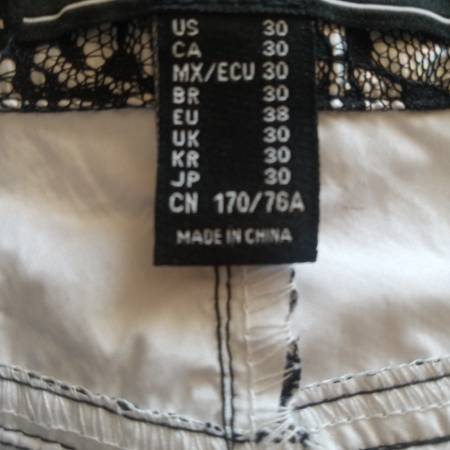 US 30
CA 30
MX/ECU 30
BR 30
EU 38
UK 30
KR 30
JP 30
CN 170/76A
MADE IN CHINA